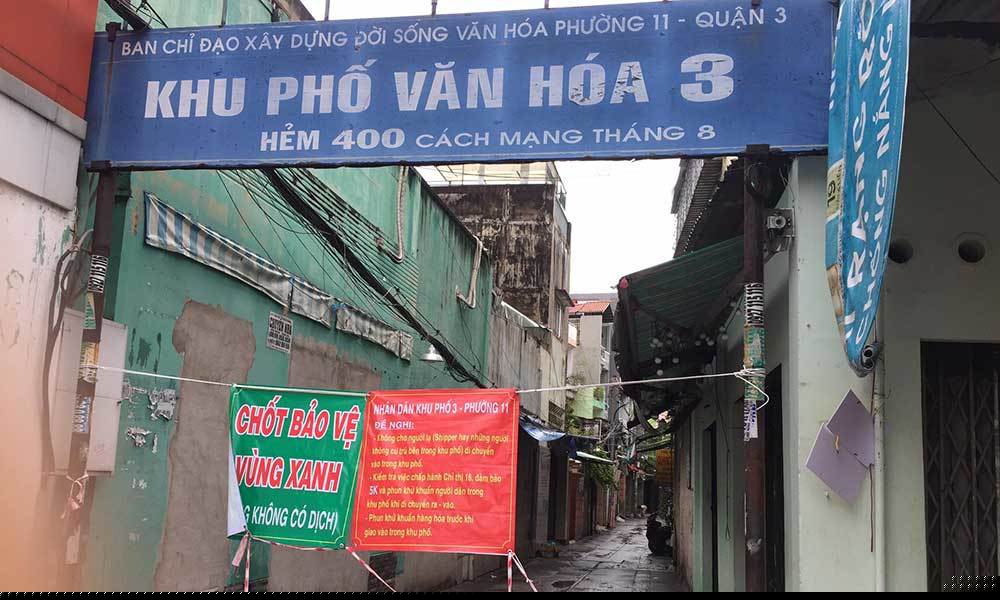 BAN CHỈ ĐẠO XÂY DỰNG ĐỜI SỐNG VĂN HÓA PHƯỜNG 11 - QUẬN 3
KHU PHỐ VĂN HÓA 3
HẺM 400 CÁCH MẠNG THÁNG 8
CHỐT BẢO VỆ
VÙNG XANH
G KHÔNG CÓ DỊCH)
NHÂN DÂN KHU PHỐ 3 - PHƯỜNG 11
ĐỀ NGHỊ:
- Không cho người lạ (Shipper hay những người
không cư trú bên trong khu phố) di chuyển
vào trong khu phố.
- Kiểm tra việc chấp hành Chỉ thị 16, đảm bảo
5K và phun khử khuẩn người dân trong
khu phố khi di chuyển ra - vào.
- Phun khử khuẩn hàng hóa trước khi
giao vào trong khu phố.